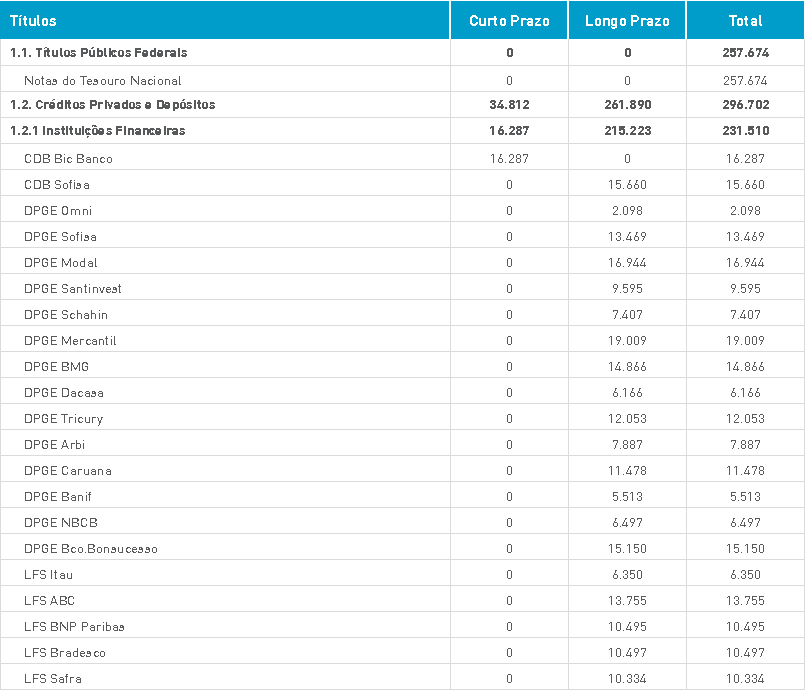 Títulos Curto Prazo Longo Prazo Total
1.1. Títulos Públicos Federais 0 0 257.674
Notas do Tesouro Nacional 0 0 257.674
1.2. Créditos Privados e Depósitos 34.812 261.890 296.702
1.2.1 Instituições Financeiras 16.287 215.223 231.510
CDB Bic Banco 16.287 0 16.287
CDB Sofisa 0 15.660 15.660
DPGE Omni 0 2.098 2.098
DPGE Sofisa 0 13.469 13.469
DPGE Modal 0 16.944 16.944
DPGE Santinvest 0 9.595 9.595
DPGE Schahin 0 7.407 7.407
DPGE Mercantil 0 19.009 19.009
DPGE BMG 0 14.866 14.866
DPGE Dacasa 0 6.166 6.166
DPGE Tricury 0 12.053 12.053
DPGE Arbi 0 7.887 7.887
DPGE Caruana 0 11.478 11.478
DPGE Banif 0 5.513 5.513
DPGE NBCB 0 6.497 6.497
DPGE Bco.Bonsucesso 0 15.150 15.150
LFS Itau 0 6.350 6.350
LFS ABC 0 13.755 13.755
LFS BNP Paribas 0 10.495 10.495
LFS Bradesco 0 10.497 10.497
LFS Safra 0 10.334 10.334